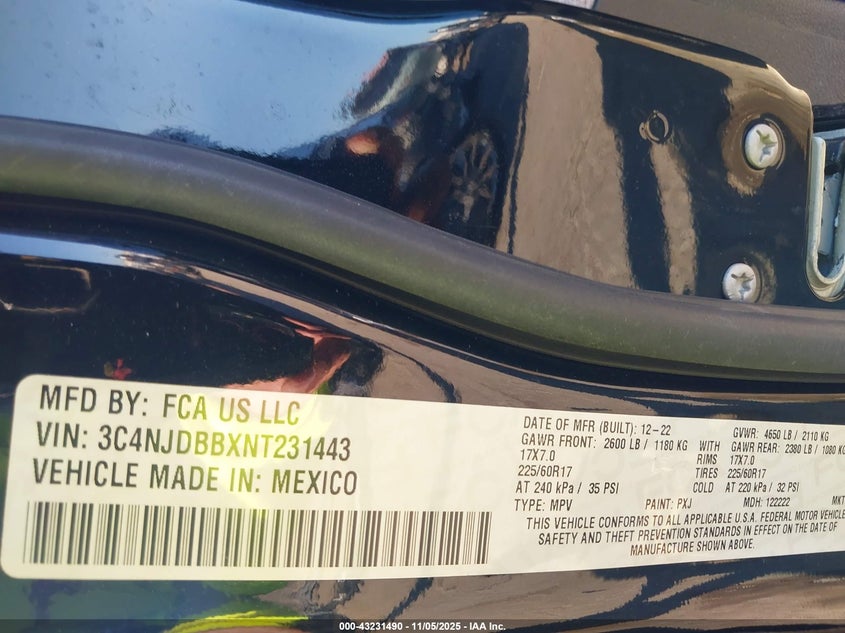 MFD BY: FCA US LLC
VIN: 3C4NJDBBXNT231443
VEHICLE MADE IN: MEXICO
DATE OF MFR (BUILT): 12-22 GVWR: 4650 LB / 2110 KG
GAWR FRONT: 2600 LB / 1180 KG WITH GAWR REAR: 2380 LB / 1080 KG
17X7.0 RIMS 17X7.0
225/60R17 TIRES 225/60R17
AT 240 kPa / 35 PSI COLD AT 220 kPa / 32 PSI
TYPE: MPV PAINT: PXJ MDH: 122222 MKT
THIS VEHICLE CONFORMS TO ALL APPLICABLE U.S.A. FEDERAL MOTOR VEHICLE
SAFETY AND THEFT PREVENTION STANDARDS IN EFFECT ON THE DATE OF
MANUFACTURE SHOWN ABOVE.
000-43231490 - 11/05/2025 - IAA Inc.